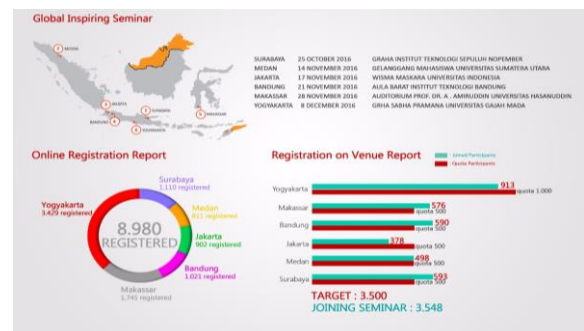 Global Inspiring Seminar
MEDAN
JAKARTA
SURABAYA
BANDUNG
YOGYAKARTA
MAKASSAR
SURABAYA 25 OCTOBER 2016 GRAHA INSTITUT TEKNOLOGI SEPULUH NOPEMBER
MEDAN 14 NOVEMBER 2016 GELANGGANG MAHASISWA UNIVERSITAS SUMATERA UTARA
JAKARTA 17 NOVEMBER 2016 WISMA MASKARA UNIVERSITAS INDONESIA
BANDUNG 21 NOVEMBER 2016 AULA BARAT INSTITUT TEKNOLOGI BANDUNG
MAKASSAR 28 NOVEMBER 2016 AUDITORIUM PROF. DR. A . AMIRUDDIN UNIVERSITAS HASANUDDIN
YOGYAKARTA 8 DECEMBER 2016 GRHA SABHA PRAMANA UNIVERSITAS GAJAH MADA
Online Registration Report
Surabaya
1.110 registered
Yogyakarta
3.429 registered
Medan
811 registered
8.980
REGISTERED
Jakarta
902 registered
Bandung
1.021 registered
Makassar
1.745 registered
Registration on Venue Report
: Joined Participants
: Quota Participants
Yogyakarta 913
quota 1.000
Makassar 576
quota 500
Bandung 590
quota 500
Jakarta 378
quota 500
Medan 498
quota 500
Surabaya 593
quota 500
TARGET : 3.500
JOINING SEMINAR : 3.548